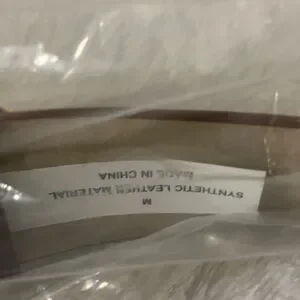 M
SYNTHETIC LEATHER MATERIAL
MADE IN CHINA